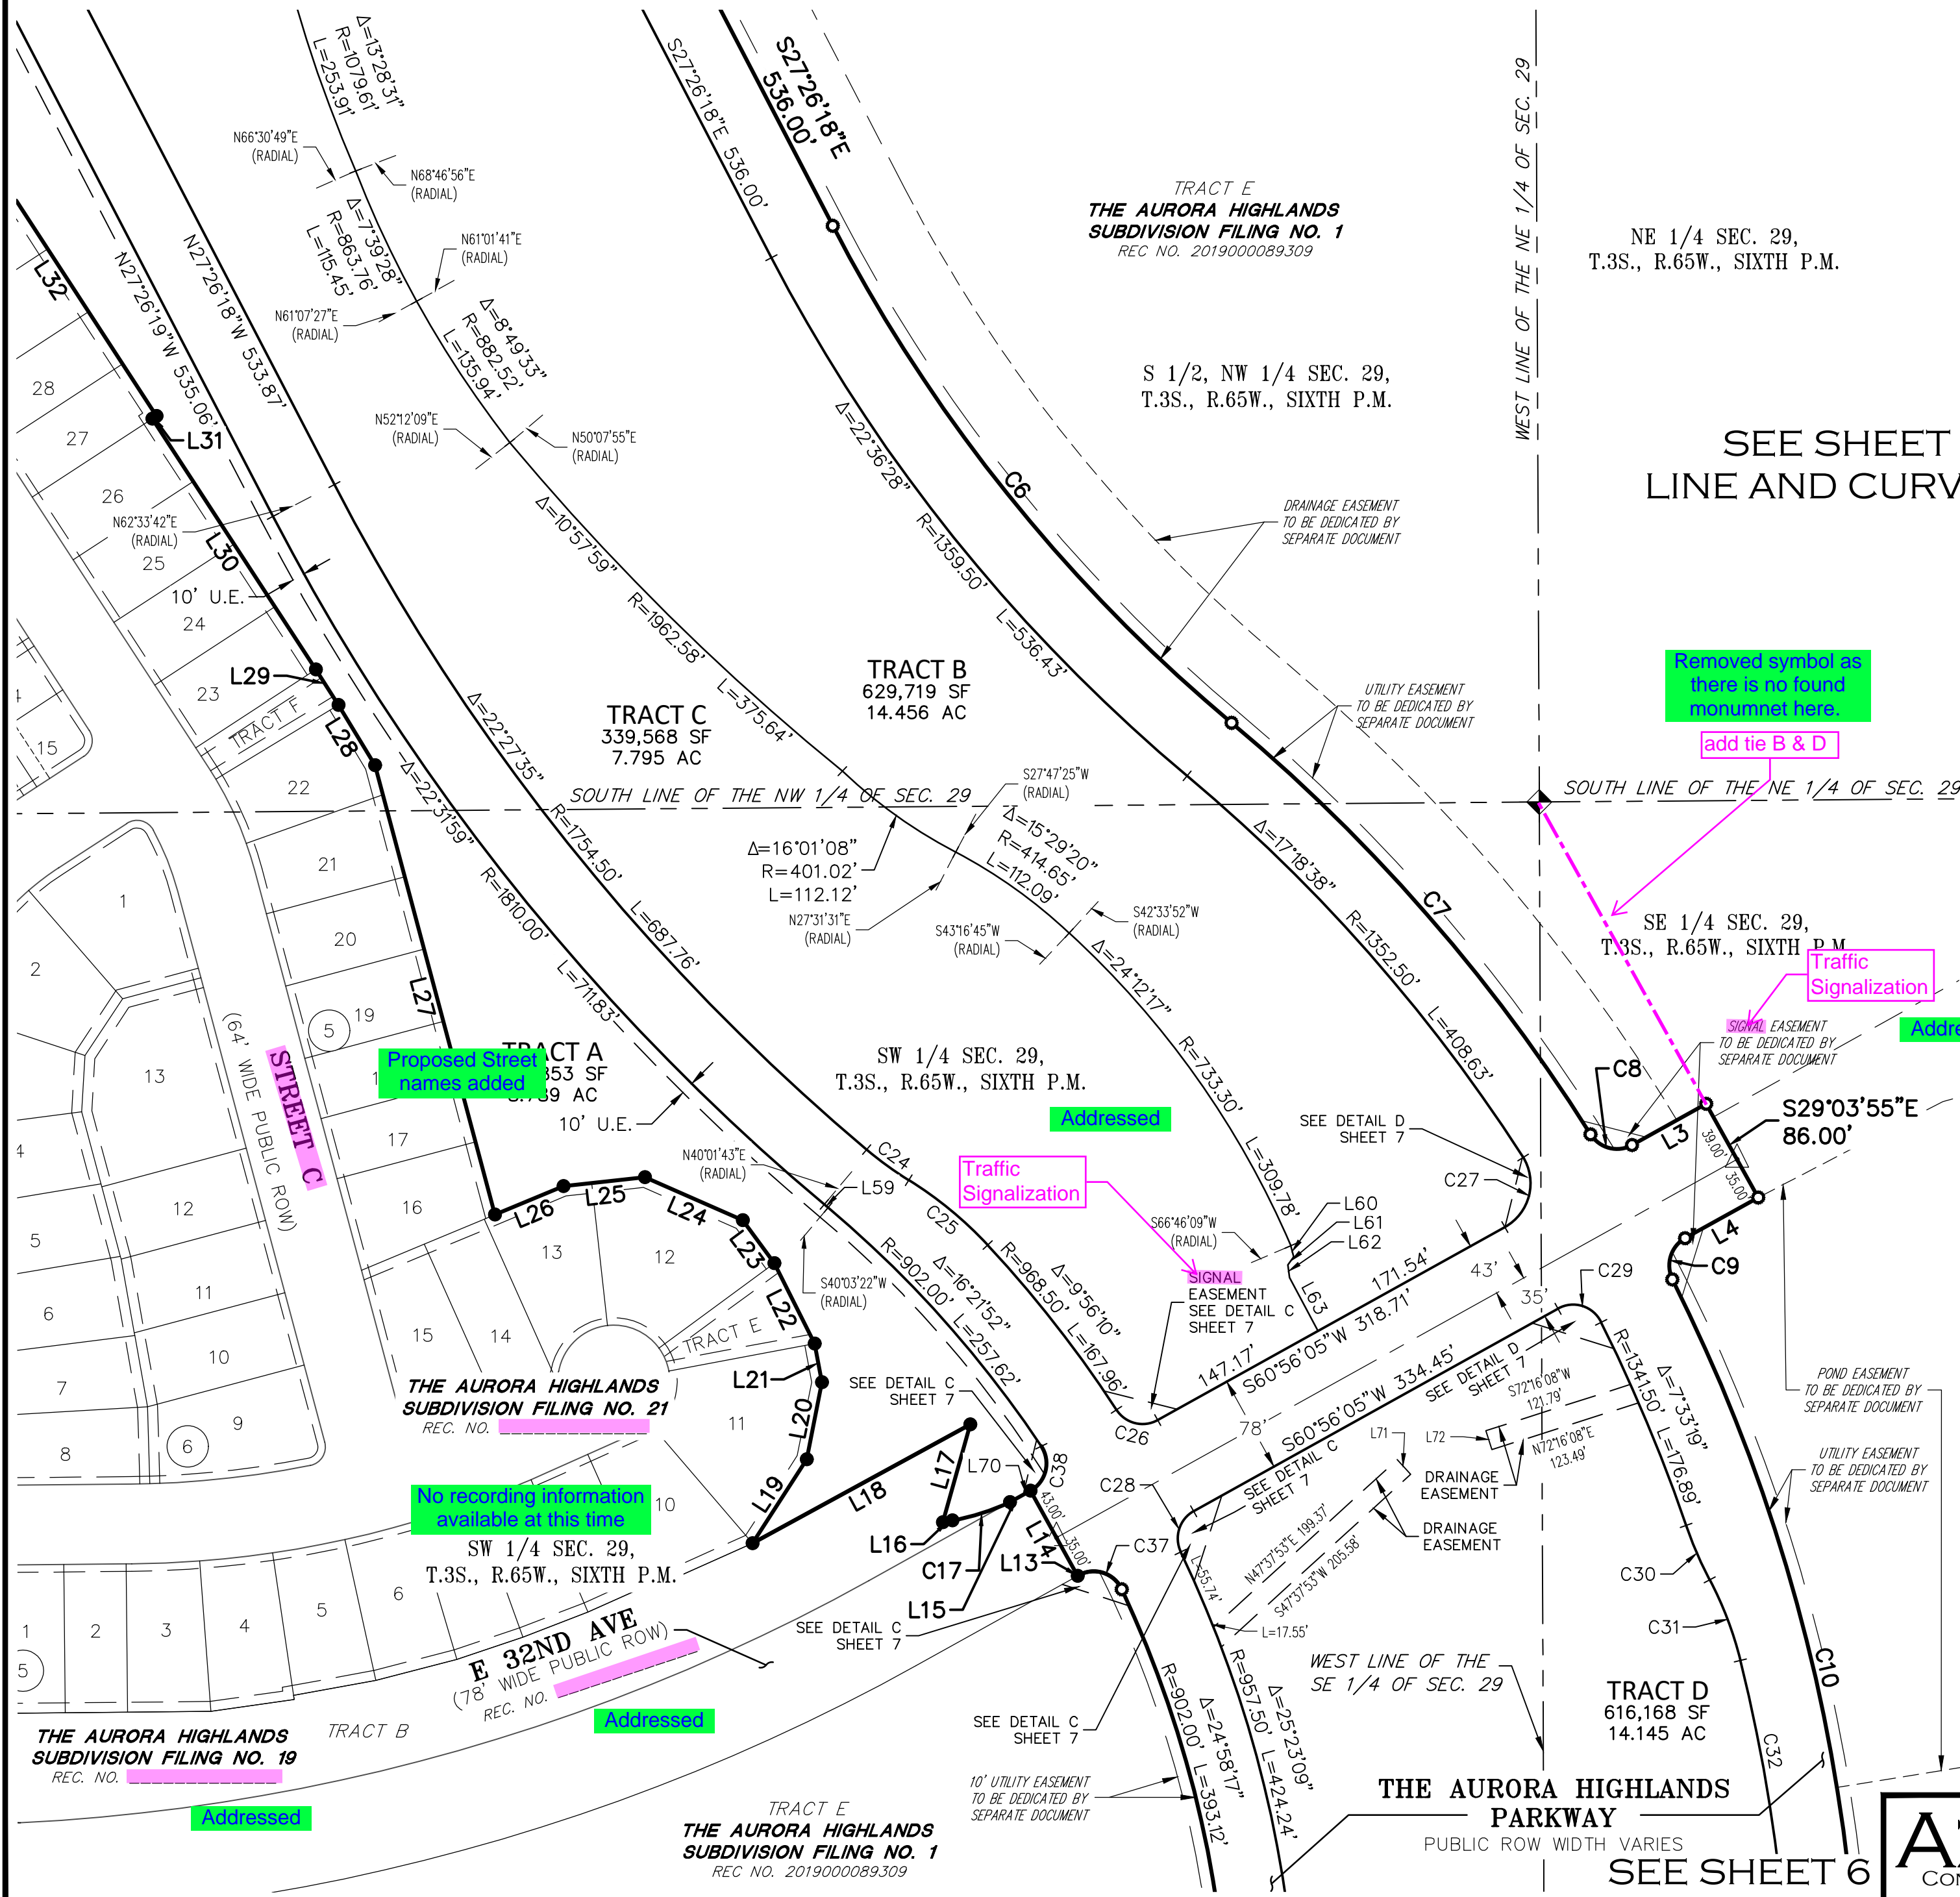 Δ=13°28'31"
R=1079.61'
L=253.91'
S27°26'18"E 536.00'
S27°26'18"E
536.00'
WEST LINE OF THE NE 1/4 OF SEC. 29
N66°30'49"E
(RADIAL)
N68°46'56"E
(RADIAL)
TRACT E
THE AURORA HIGHLANDS
SUBDIVISION FILING NO. 1
REC NO. 2019000089309
NE 1/4 SEC. 29,
T.3S., R.65W., SIXTH P.M.
Δ=7°39'28"
R=863.76'
L=115.45'
N61°01'41"E
(RADIAL)
N61°07'27"E
(RADIAL)
L32
N27°26'19"W 535.06'
N27°26'18"W 533.87'
Δ=8°49'33"
R=882.52'
L=135.94'
S 1/2, NW 1/4 SEC. 29,
T.3S., R.65W., SIXTH P.M.
28
27
L31
N52°12'09"E
(RADIAL)
N50°07'55"E
(RADIAL)
Δ=22°36'28"
R=1359.50'
L=536.43'
C6
SEE SHEET
LINE AND CURV
26
N62°33'42"E
(RADIAL)
L30
25
10' U.E.
24
Δ=10°57'59"
R=1962.58'
L=375.64'
DRAINAGE EASEMENT
TO BE DEDICATED BY
SEPARATE DOCUMENT
L29
23
TRACT F
L28
15
22
TRACT C
339,568 SF
7.795 AC
TRACT B
629,719 SF
14.456 AC
UTILITY EASEMENT
TO BE DEDICATED BY
SEPARATE DOCUMENT
Removed symbol as
there is no found
monumnet here.
add tie B & D
SOUTH LINE OF THE NW 1/4 OF SEC. 29
SOUTH LINE OF THE NE 1/4 OF SEC. 29
Δ=22°27'35"
R=1754.50'
L=687.76'
Δ=22°31'59"
R=1810.00'
L=711.83'
S27°47'25"W
(RADIAL)
Δ=16°01'08"
R=401.02'
L=112.12'
Δ=15°29'20"
R=414.65'
L=112.09'
N27°31'31"E
(RADIAL)
S43°16'45"W
(RADIAL)
S42°33'52"W
(RADIAL)
Δ=17°18'38"
R=1352.50'
L=408.63'
C7
SE 1/4 SEC. 29,
T.3S., R.65W., SIXTH P.M.
Traffic
Signalization
SIGNAL EASEMENT
TO BE DEDICATED BY
SEPARATE DOCUMENT
Addre
21
1
20
2
19
5
L27
(64' WIDE PUBLIC ROW)
STREET C
13
Proposed Street
names added
TRACT A
353 SF
AC
10' U.E.
SW 1/4 SEC. 29,
T.3S., R.65W., SIXTH P.M.
Addressed
Δ=24°12'17"
R=733.30'
L=309.78'
C8
L3
S29°03'55"E
86.00'
39.00'
35.00'
SEE DETAIL D
SHEET 7
C27
17
16
4
12
5
L26
L25
L24
L23
13
12
N40°01'43"E
(RADIAL)
L59
C24
C25
Traffic
Signalization
S66°46'09"W
(RADIAL)
L60
L61
L62
L63
L4
C9
11
6
15
14
L22
TRACT E
S40°03'22"W
(RADIAL)
R=902.00'
Δ=16°21'52"
L=257.62'
R=968.50'
Δ=9°56'10"
L=167.96'
SIGNAL
EASEMENT
SEE DETAIL C
SHEET 7
171.54'
147.17'
S60°56'05"W 318.71'
43'
35'
C29
10
7
L21
THE AURORA HIGHLANDS
SUBDIVISION FILING NO. 21
REC. NO. _____________
SEE DETAIL C
SHEET 7
C26
S60°56'05"W 334.45'
78'
SEE DETAIL D
SHEET 7
S72°16'08"W
121.79'
R=1341.50'
Δ=7°33'19"
L=176.89'
POND EASEMENT
TO BE DEDICATED BY
SEPARATE DOCUMENT
9
8
6
11
L20
L19
L18
L17
L70
C38
C28
SEE DETAIL C
SHEET 7
L71
L72
N72°16'08"E
123.49'
DRAINAGE
EASEMENT
DRAINAGE
EASEMENT
UTILITY EASEMENT
TO BE DEDICATED BY
SEPARATE DOCUMENT
No recording information
available at this time
10
SW 1/4 SEC. 29,
T.3S., R.65W., SIXTH P.M.
L16
C17
L15
L13
L14
43.00'
35.00'
C37
L=55.74'
N47°37'53"E 199.37'
S47°37'53"W 205.58'
L=17.55'
C30
C31
1
2
3
4
5
6
5
E 32ND AVE
(78' WIDE PUBLIC ROW)
REC. NO. _____________
SEE DETAIL C
SHEET 7
WEST LINE OF THE
SE 1/4 OF SEC. 29
TRACT D
616,168 SF
14.145 AC
C10
C32
Addressed
THE AURORA HIGHLANDS
SUBDIVISION FILING NO. 19
REC. NO. _____________
TRACT B
SEE DETAIL C
SHEET 7
R=902.00'
Δ=24°58'17"
L=393.12'
R=957.50'
Δ=25°23'09"
L=424.24'
10' UTILITY EASEMENT
TO BE DEDICATED BY
SEPARATE DOCUMENT
Addressed
TRACT E
THE AURORA HIGHLANDS
SUBDIVISION FILING NO. 1
REC NO. 2019000089309
THE AURORA HIGHLANDS
PARKWAY
PUBLIC ROW WIDTH VARIES
SEE SHEET 6